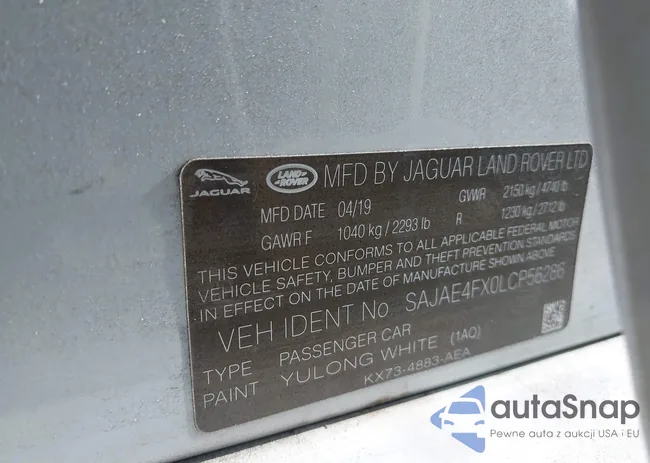 JAGUAR LAND ROVER MFD BY JAGUAR LAND ROVER LTD
MFD DATE 04/19 GVWR 2150 kg / 4740 lb
GAWR F 1040 kg / 2293 lb R 1230 kg / 2712 lb
THIS VEHICLE CONFORMS TO ALL APPLICABLE FEDERAL MOTOR
VEHICLE SAFETY, BUMPER AND THEFT PREVENTION STANDARDS
IN EFFECT ON THE DATE OF MANUFACTURE SHOWN ABOVE
VEH IDENT No SAJAE4FX0LCP56286
TYPE PASSENGER CAR
PAINT YULONG WHITE (1AQ)
KX73-4883-AEA
autaSnap
Pewne auta z aukcji USA i EU